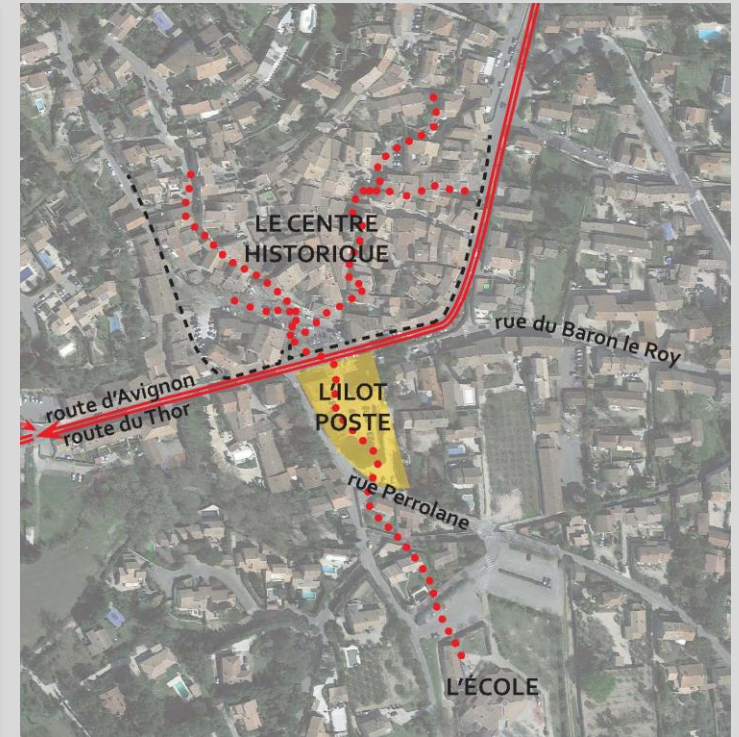 LE CENTRE
HISTORIQUE
rue du Baron le Roy
route d'Avignon
route du Thor
L'ILOT
POSTE
rue Perrolane
L'ÉCOLE